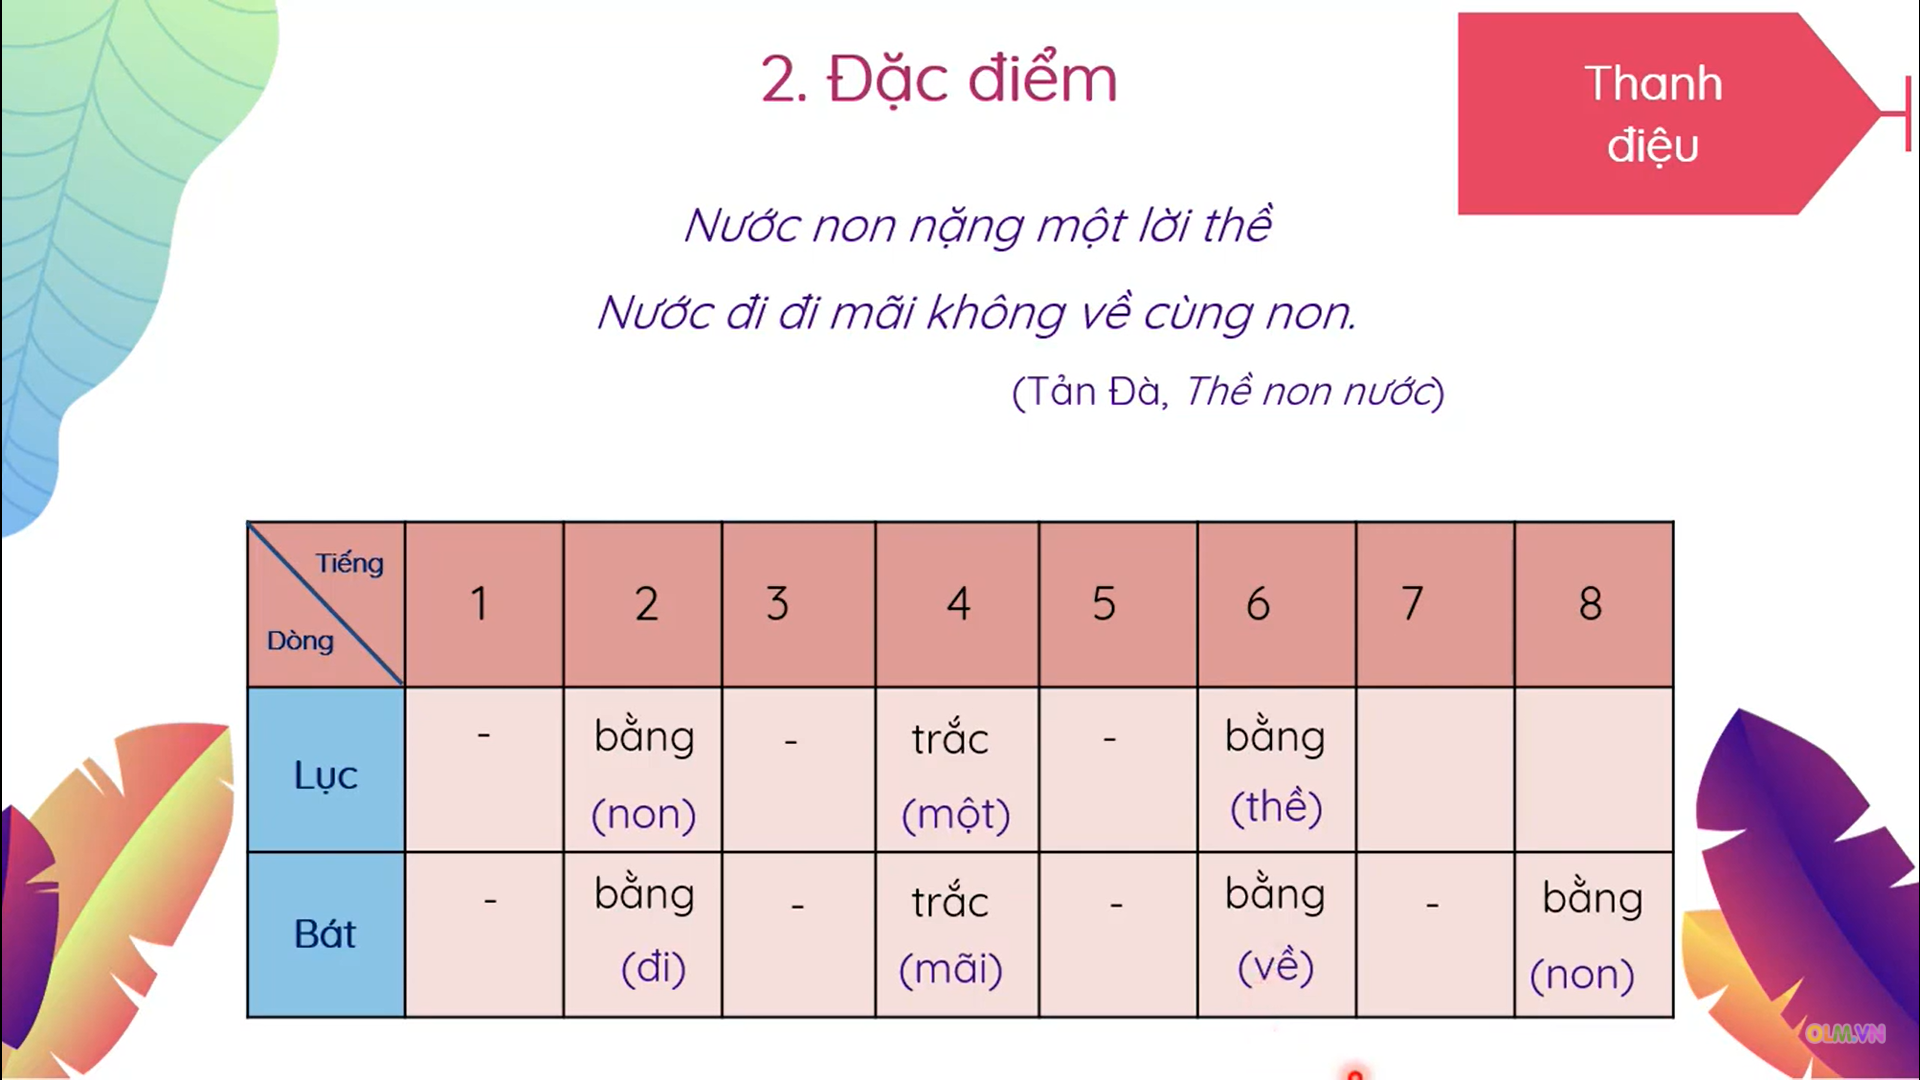 2. Đặc điểm
Thanh
điệu
Nước non nặng một lời thề
Nước đi đi mãi không về cùng non.
(Tản Đà, Thề non nước)
Tiếng
Dòng
1 2 3 4 5 6 7 8
Lục - bằng - trắc - bằng
(non) (một) (thề)
Bát - bằng - trắc - bằng - bằng
(đi) (mãi) (về) (non)
OLM.VN